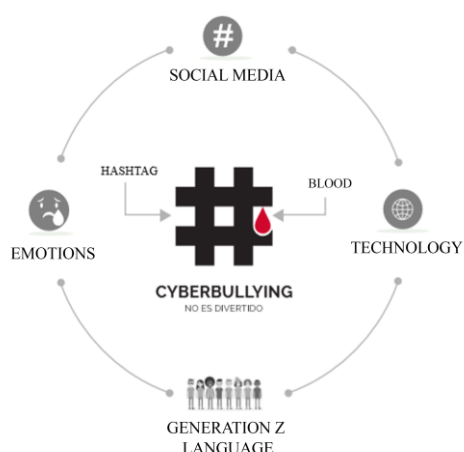 #
SOCIAL MEDIA
HASHTAG
BLOOD
EMOTIONS
TECHNOLOGY
CYBERBULLYING
NO ES DIVERTIDO
GENERATION Z
LANGUAGE